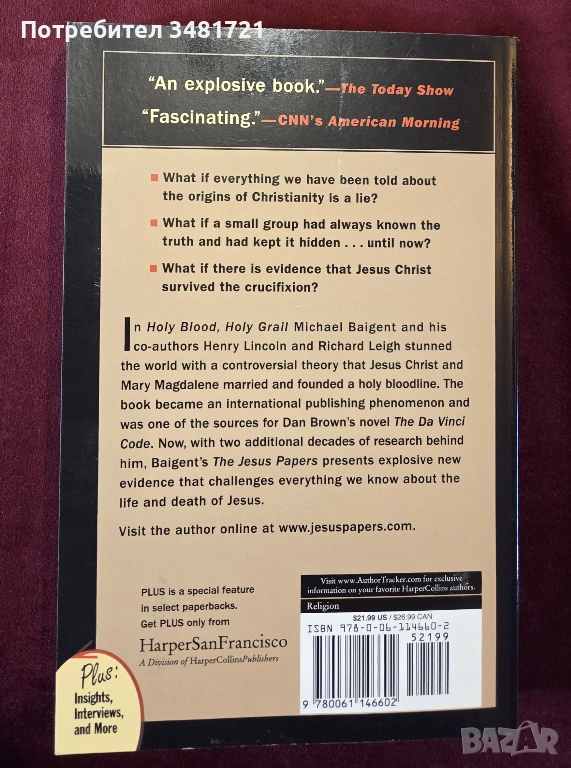 Потребител 3481721
“An explosive book.”—The Today Show
“Fascinating.”—CNN’s American Morning
■ What if everything we have been told about
the origins of Christianity is a lie?
■ What if a small group had always known the
truth and had kept it hidden . . . until now?
■ What if there is evidence that Jesus Christ
survived the crucifixion?
In Holy Blood, Holy Grail Michael Baigent and his
co-authors Henry Lincoln and Richard Leigh stunned
the world with a controversial theory that Jesus Christ and
Mary Magdalene married and founded a holy bloodline. The
book became an international publishing phenomenon and
was one of the sources for Dan Brown’s novel The Da Vinci
Code. Now, with two additional decades of research behind
him, Baigent’s The Jesus Papers presents explosive new
evidence that challenges everything we know about the
life and death of Jesus.
Visit the author online at www.jesuspapers.com.
PLUS is a special feature
in select paperbacks.
Get PLUS only from
HarperSanFrancisco
A Division of HarperCollinsPublishers
Plus:
Insights,
Interviews,
and More
Visit www.AuthorTracker.com for exclusive
information on your favorite HarperCollins authors.
Religion
$21.99 US / $26.99 CAN
ISBN 978-0-06-114660-2
52199
9 780061 146602
BAZAR